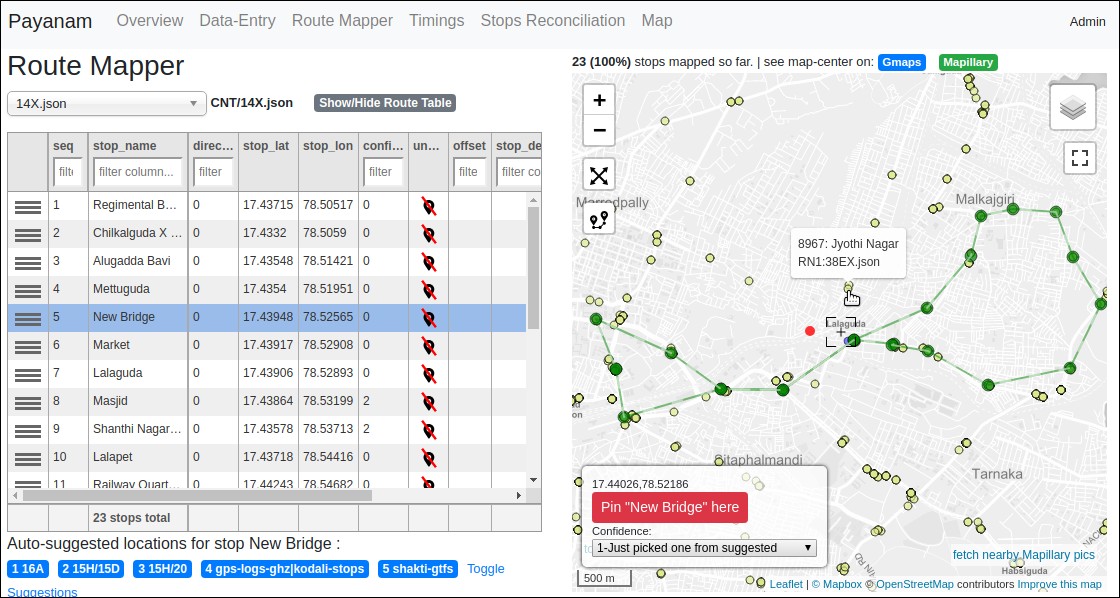 Payanam Overview Data-Entry Route Mapper Timings Stops Reconciliation Map Admin
Route Mapper
14X.json CNT/14X.json Show/Hide Route Table
seq stop_name direc... stop_lat stop_lon confi... un... offset stop_de
filte filter column... filter filter filte filter co
1 Regimental B... 0 17.43715 78.50517 0
2 Chilkalguda X ... 0 17.4332 78.5059 0
3 Alugadda Bavi 0 17.43548 78.51421 0
4 Mettuguda 0 17.4354 78.51951 0
5 New Bridge 0 17.43948 78.52565 0
6 Market 0 17.43917 78.52908 0
7 Lalaguda 0 17.43906 78.52893 0
8 Masjid 0 17.43864 78.53199 2
9 Shanthi Nagar... 0 17.43578 78.53713 2
10 Lalapet 0 17.43718 78.54416 0
11 Railway Quart... 0 17.44243 78.54682 0
23 stops total
Auto-suggested locations for stop New Bridge :
1 16A 2 15H/15D 3 15H/20 4 gps-logs-ghz|kodali-stops 5 shakti-gtfs Toggle
Suggestions
23 (100%) stops mapped so far. | see map-center on: Gmaps Mapillary
+
−
Malkajgiri
Marredpally
8967: Jyothi Nagar
RN1:38EX.json
Lalaguda
Sitaphalmandi
Tarnaka
17.44026,78.52186
Pin "New Bridge" here
Confidence:
1-Just picked one from suggested
fetch nearby Mapillary pics
Habsiguda
500 m
Leaflet | © Mapbox © OpenStreetMap contributors Improve this map